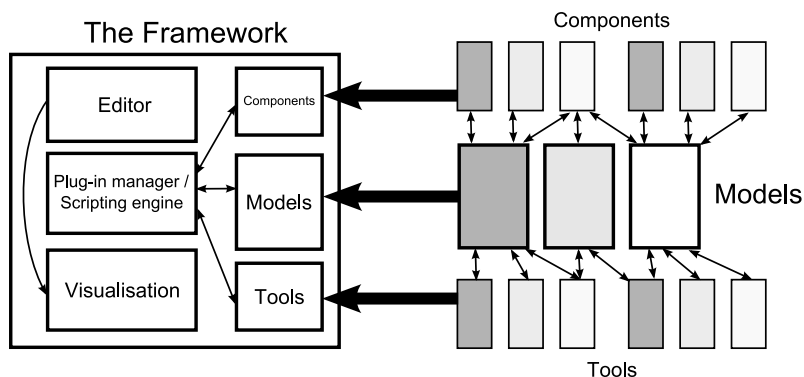 The Framework
Editor
Plug-in manager /
Scripting engine
Visualisation
Components
Models
Tools
Components
Models
Tools